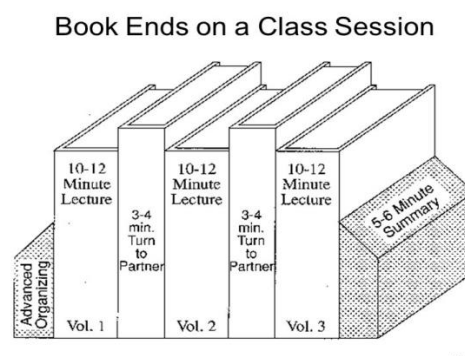 Book Ends on a Class Session
10-12
Minute
Lecture
Vol. 1
3-4
min.
Turn
to
Partner
10-12
Minute
Lecture
Vol. 2
3-4
min.
Turn
to
Partner
10-12
Minute
Lecture
Vol. 3
5-6 Minute
Summary
Advanced
Organizing